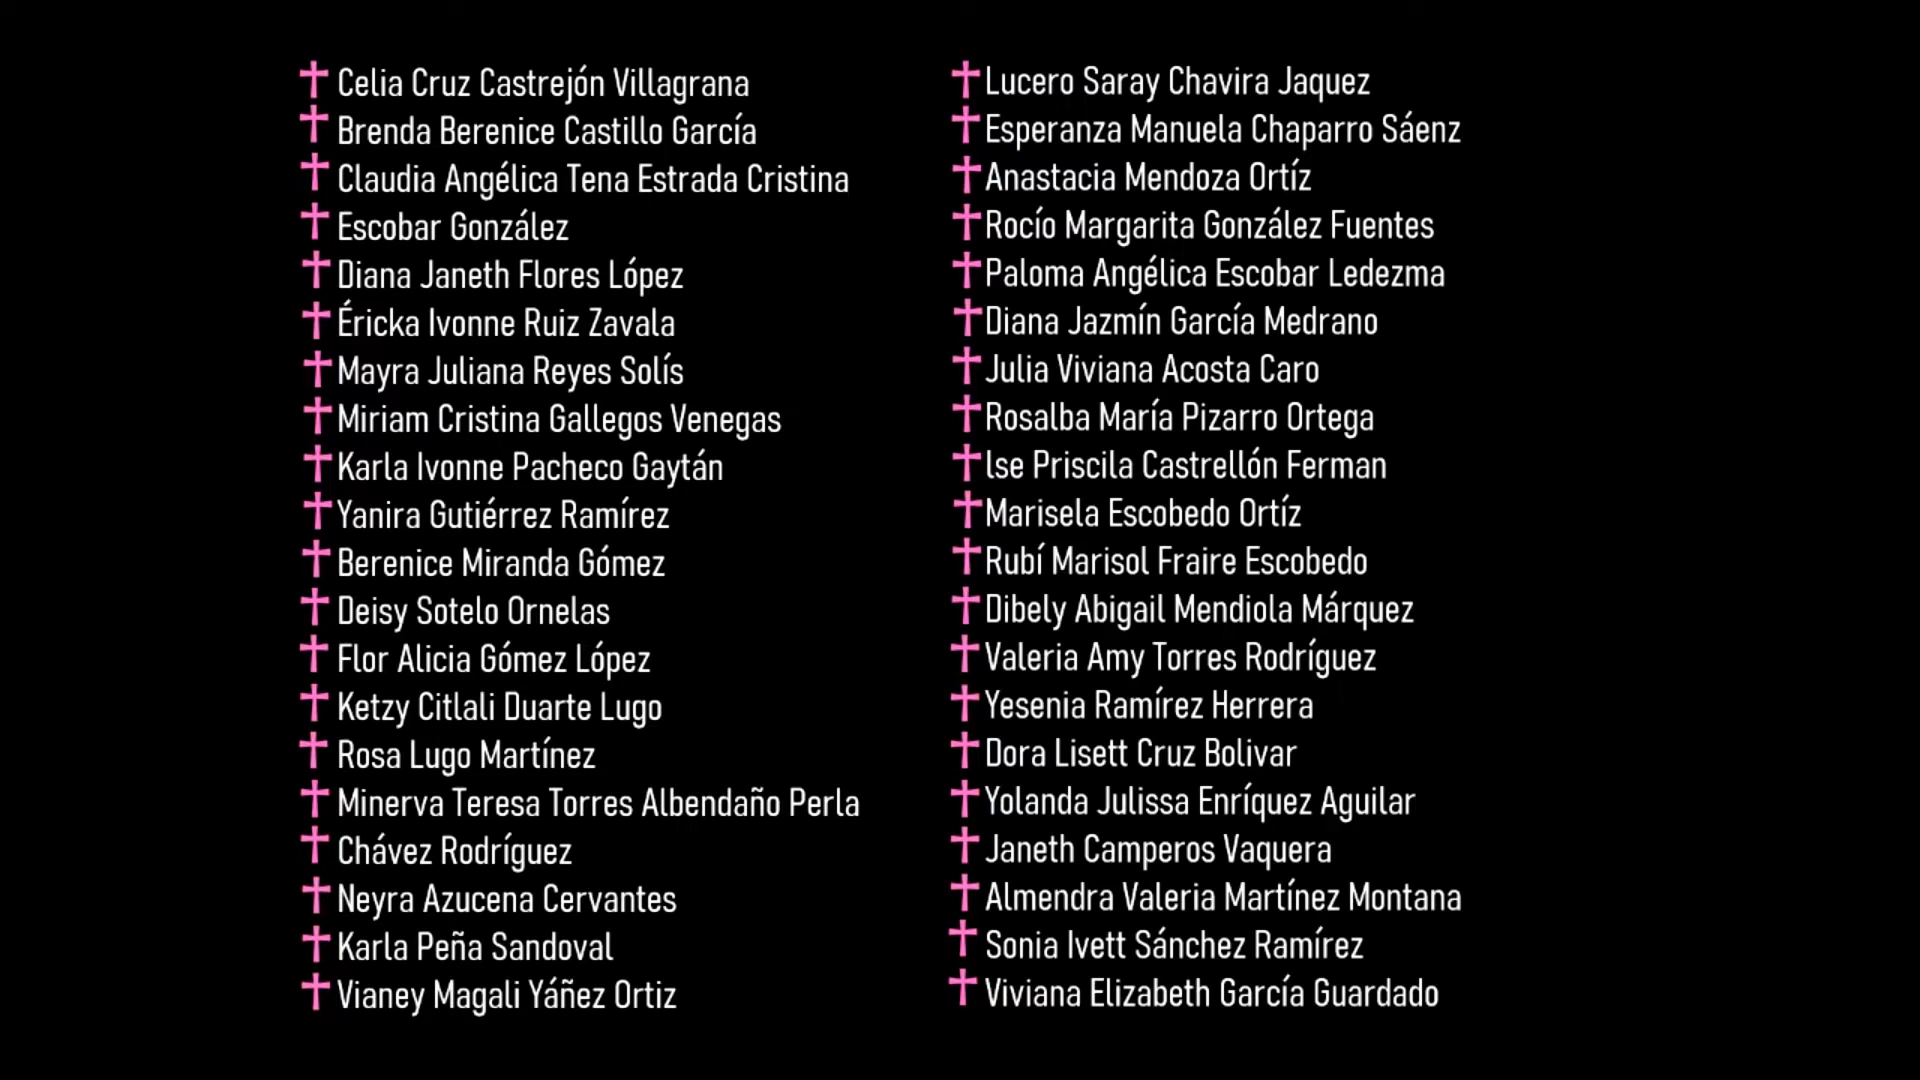 Celia Cruz Castrejón Villagrana
Brenda Berenice Castillo García
Claudia Angélica Tena Estrada Cristina
Escobar González
Diana Janeth Flores López
Éricka Ivonne Ruiz Zavala
Mayra Juliana Reyes Solís
Miriam Cristina Gallegos Venegas
Karla Ivonne Pacheco Gaytán
Yanira Gutiérrez Ramírez
Berenice Miranda Gómez
Deisy Sotelo Ornelas
Flor Alicia Gómez López
Ketzy Citlali Duarte Lugo
Rosa Lugo Martínez
Minerva Teresa Torres Albendaño Perla
Chávez Rodríguez
Neyra Azucena Cervantes
Karla Peña Sandoval
Vianey Magali Yáñez Ortiz
Lucero Saray Chavira Jaquez
Esperanza Manuela Chaparro Sáenz
Anastacia Mendoza Ortíz
Rocío Margarita González Fuentes
Paloma Angélica Escobar Ledezma
Diana Jazmín García Medrano
Julia Viviana Acosta Caro
Rosalba María Pizarro Ortega
lse Priscila Castrellón Ferman
Marisela Escobedo Ortíz
Rubí Marisol Fraire Escobedo
Dibely Abigail Mendiola Márquez
Valeria Amy Torres Rodríguez
Yesenia Ramírez Herrera
Dora Lisett Cruz Bolivar
Yolanda Julissa Enríquez Aguilar
Janeth Camperos Vaquera
Almendra Valeria Martínez Montana
Sonia Ivett Sánchez Ramírez
Viviana Elizabeth García Guardado